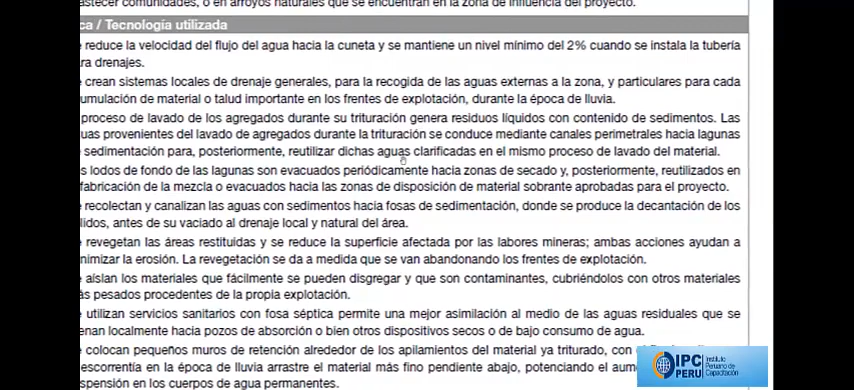 astecer comunidades, o en arroyos naturales que se encuentran en la zona de influencia del proyecto.
ca / Tecnología utilizada
reduce la velocidad del flujo del agua hacia la cuneta y se mantiene un nivel mínimo del 2% cuando se instala la tubería
ra drenajes.
crean sistemas locales de drenaje generales, para la recogida de las aguas externas a la zona, y particulares para cada
umulación de material o talud importante en los frentes de explotación, durante la época de lluvia.
proceso de lavado de los agregados durante su trituración genera residuos líquidos con contenido de sedimentos. Las
uas provenientes del lavado de agregados durante la trituración se conduce mediante canales perimetrales hacia lagunas
sedimentación para, posteriormente, reutilizar dichas aguas clarificadas en el mismo proceso de lavado del material.
s lodos de fondo de las lagunas son evacuados periódicamente hacia zonas de secado y, posteriormente, reutilizados en
fabricación de la mezcla o evacuados hacia las zonas de disposición de material sobrante aprobadas para el proyecto.
recolectan y canalizan las aguas con sedimentos hacia fosas de sedimentación, donde se produce la decantación de los
lidos, antes de su vaciado al drenaje local y natural del área.
revegetan las áreas restituidas y se reduce la superficie afectada por las labores mineras; ambas acciones ayudan a
nimizar la erosión. La revegetación se da a medida que se van abandonando los frentes de explotación.
aíslan los materiales que fácilmente se pueden disgregar y que son contaminantes, cubriéndolos con otros materiales
ás pesados procedentes de la propia explotación.
utilizan servicios sanitarios con fosa séptica permite una mejor asimilación al medio de las aguas residuales que se
enan localmente hacia pozos de absorción o bien otros dispositivos secos o de bajo consumo de agua.
colocan pequeños muros de retención alrededor de los apilamientos del material ya triturado, con
escorrentía en la época de lluvia arrastre el material más fino pendiente abajo, potenciando el aum
spensión en los cuerpos de agua permanentes.
IPC
PERU
Instituto
Peruano de
Capacitación